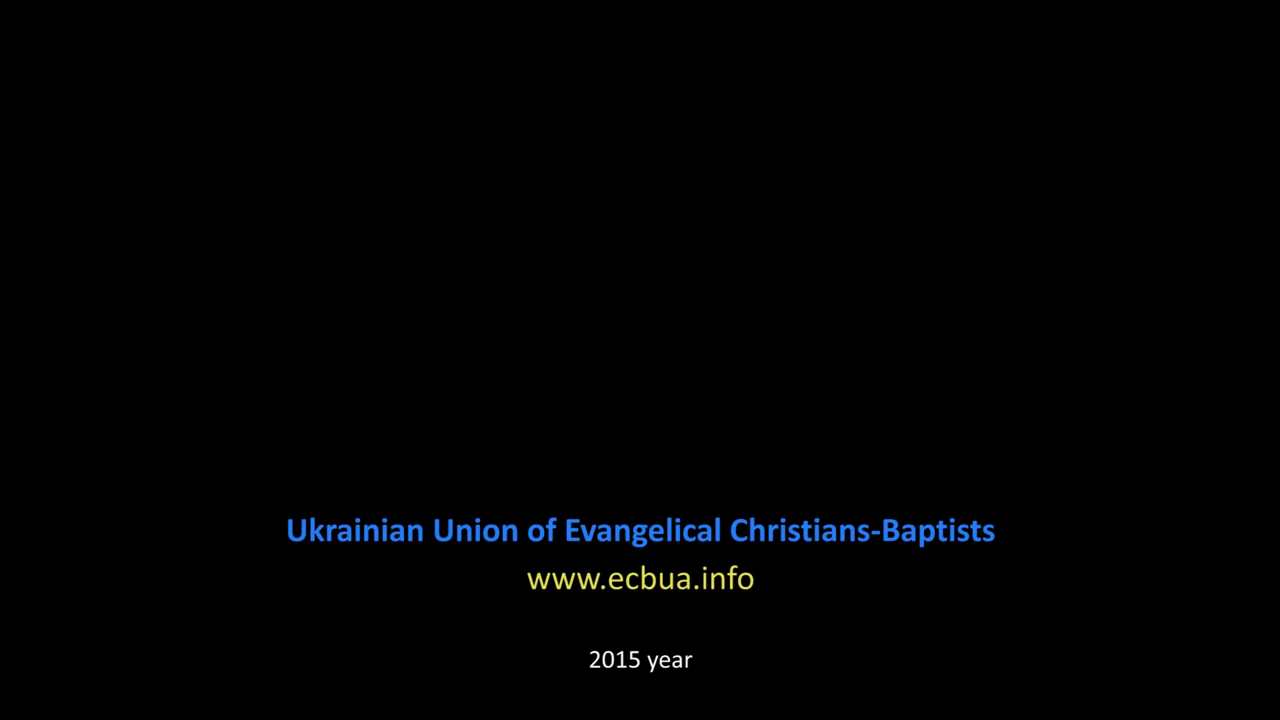 Ukrainian Union of Evangelical Christians-Baptists
www.ecbua.info
2015 year